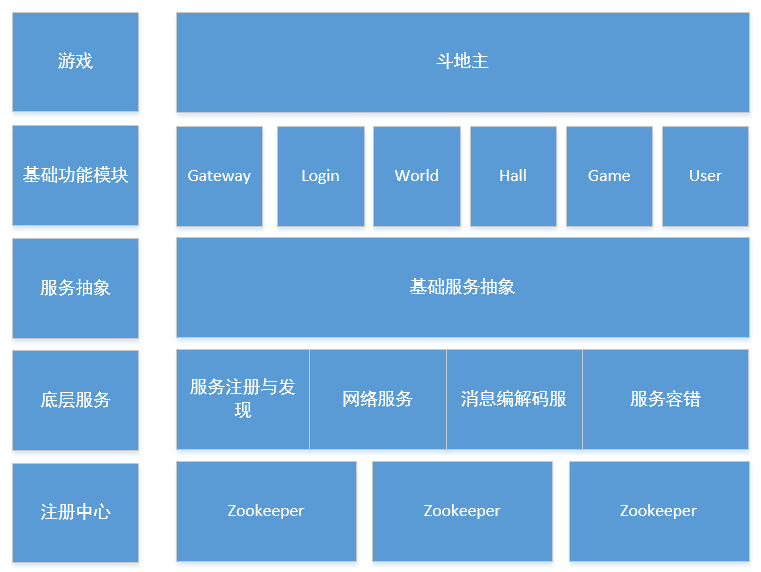 游戏
斗地主
基础功能模块
Gateway
Login
World
Hall
Game
User
服务抽象
基础服务抽象
底层服务
服务注册与发
现
网络服务
消息编解码服
服务容错
注册中心
Zookeeper
Zookeeper
Zookeeper